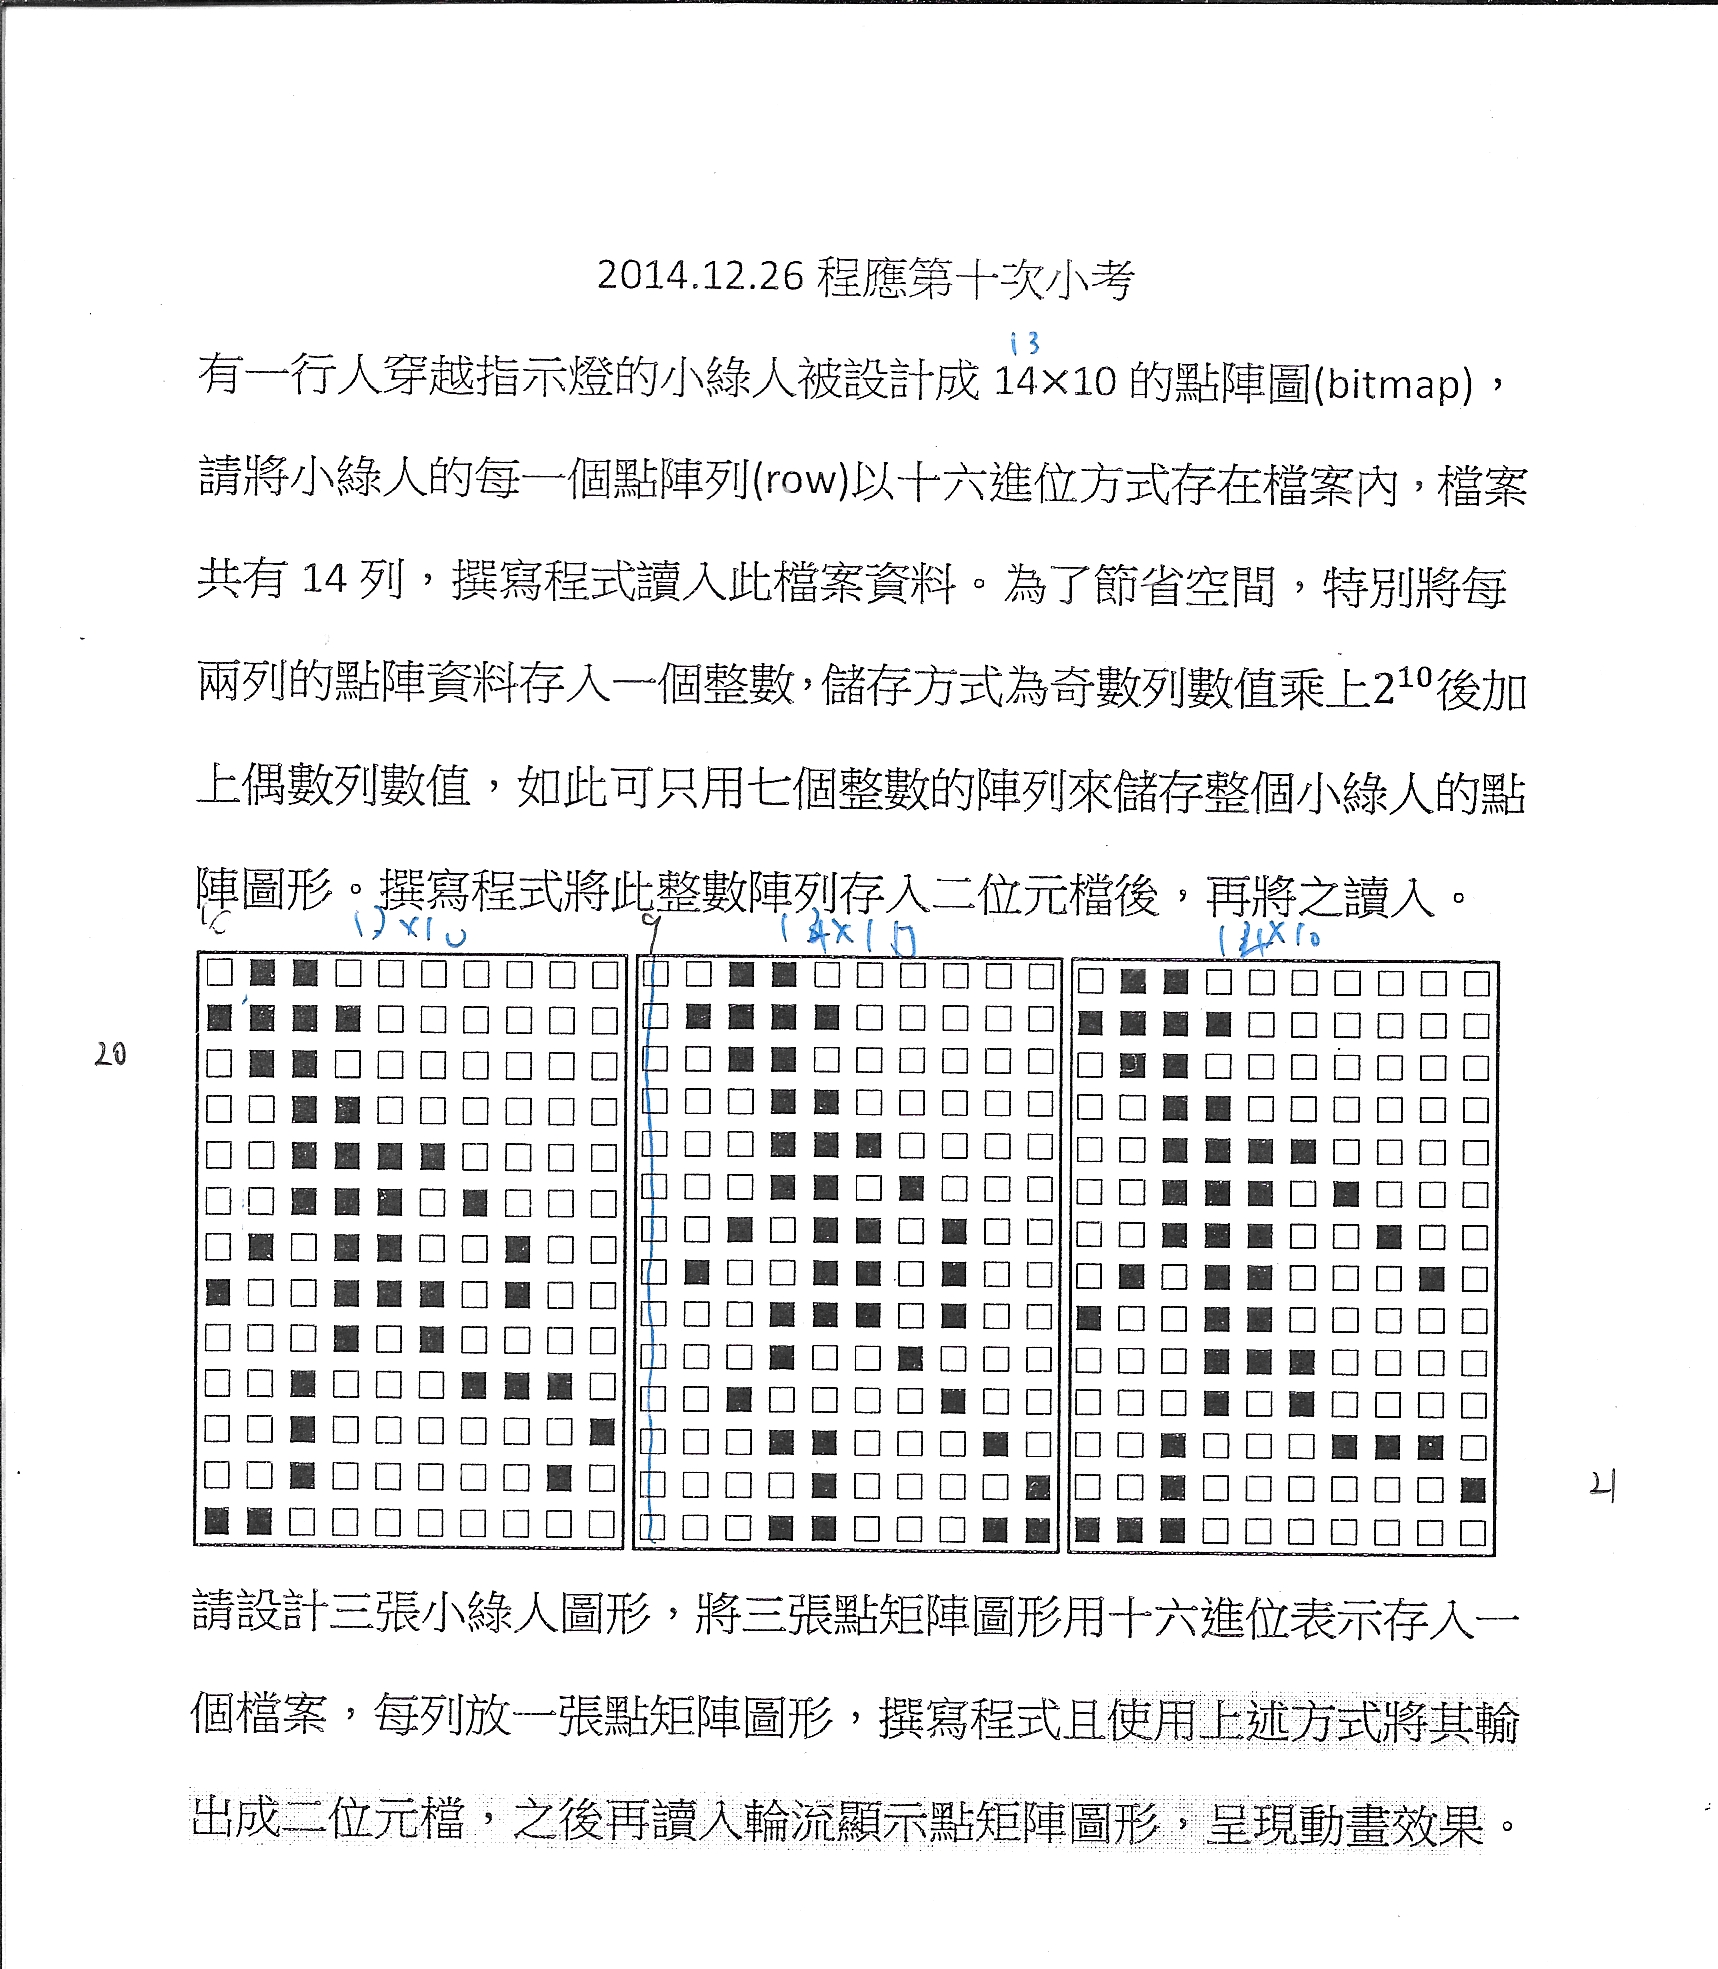 2014.12.26 程應第十次小考
13
有一行人穿越指示燈的小綠人被設計成 14×10 的點陣圖(bitmap)，
請將小綠人的每一個點陣列(row)以十六進位方式存在檔案內，檔案
共有 14 列，撰寫程式讀入此檔案資料。為了節省空間，特別將每
兩列的點陣資料存入一個整數，儲存方式為奇數列數值乘上2¹⁰後加
上偶數列數值，如此可只用七個整數的陣列來儲存整個小綠人的點
陣圖形。撰寫程式將此整數陣列存入二位元檔後，再將之讀入。
13×10 9
20
21
請設計三張小綠人圖形，將三張點矩陣圖形用十六進位表示存入一
個檔案，每列放一張點矩陣圖形，撰寫程式且使用上述方式將其輸
出成二位元檔，之後再讀入輪流顯示點矩陣圖形，呈現動畫效果。